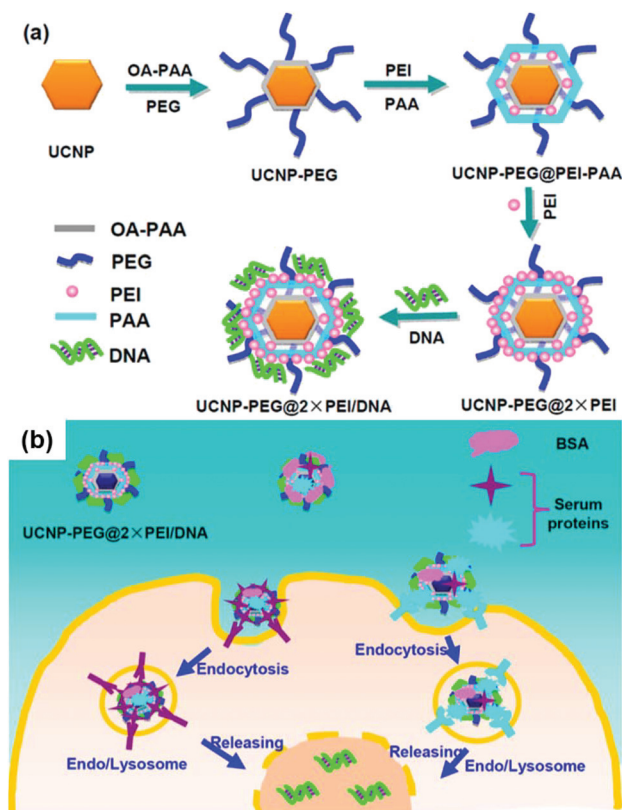 (a)
OA-PAA
PEG
UCNP
UCNP-PEG
PEI
PAA
UCNP-PEG@PEI-PAA
PEI
OA-PAA
PEG
PEI
PAA
DNA
DNA
UCNP-PEG@2×PEI/DNA
UCNP-PEG@2×PEI
(b)
BSA
Serum
proteins
UCNP-PEG@2×PEI/DNA
Endocytosis
Endocytosis
Endo/Lysosome
Releasing
Releasing
Endo/Lysosome